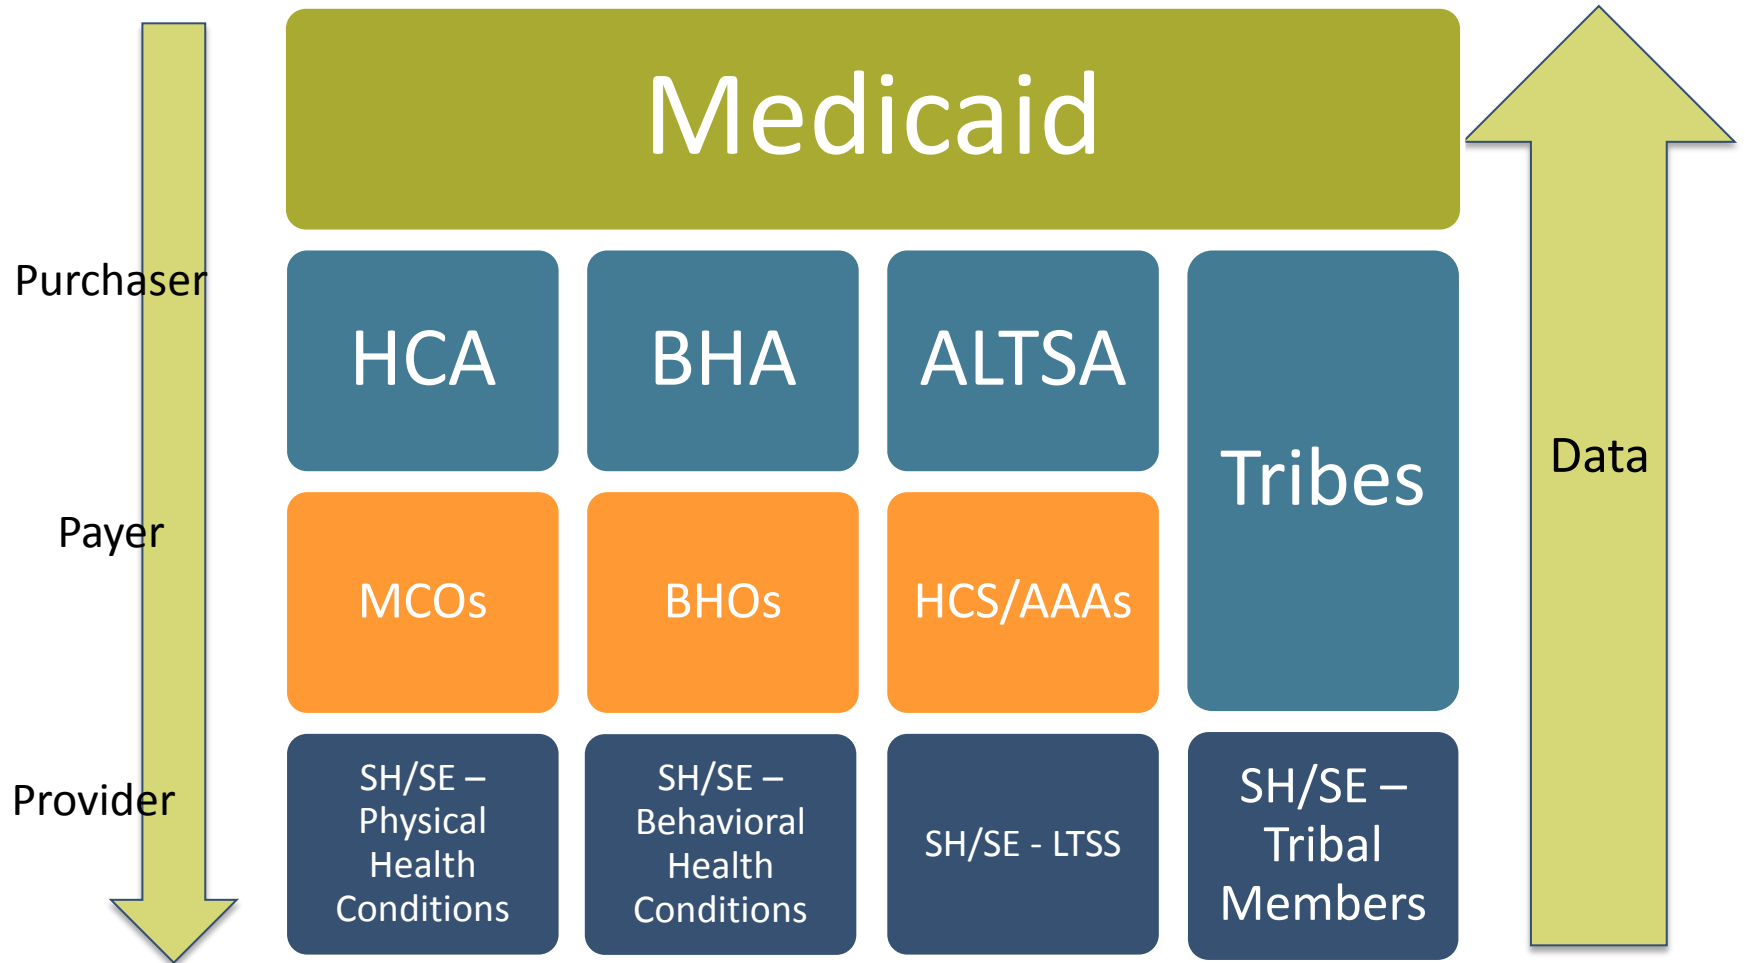 Medicaid
Purchaser
HCA
BHA
ALTSA
Tribes
Data
Payer
MCOs
BHOs
HCS/AAAs
Provider
SH/SE –
Physical
Health
Conditions
SH/SE –
Behavioral
Health
Conditions
SH/SE - LTSS
SH/SE –
Tribal
Members